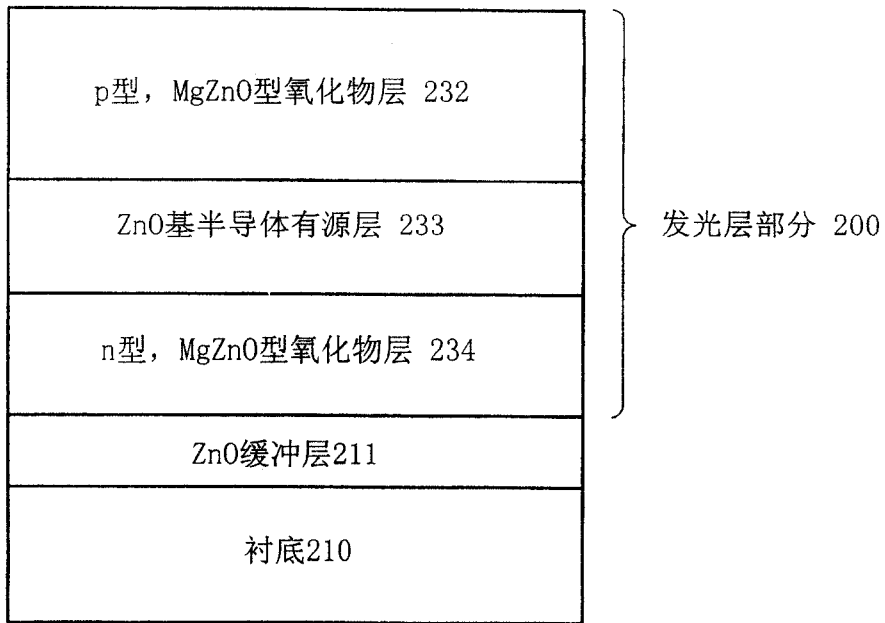 p型，MgZnO型氧化物层 232
ZnO基半导体有源层 233
发光层部分 200
n型，MgZnO型氧化物层 234
ZnO缓冲层211
衬底210